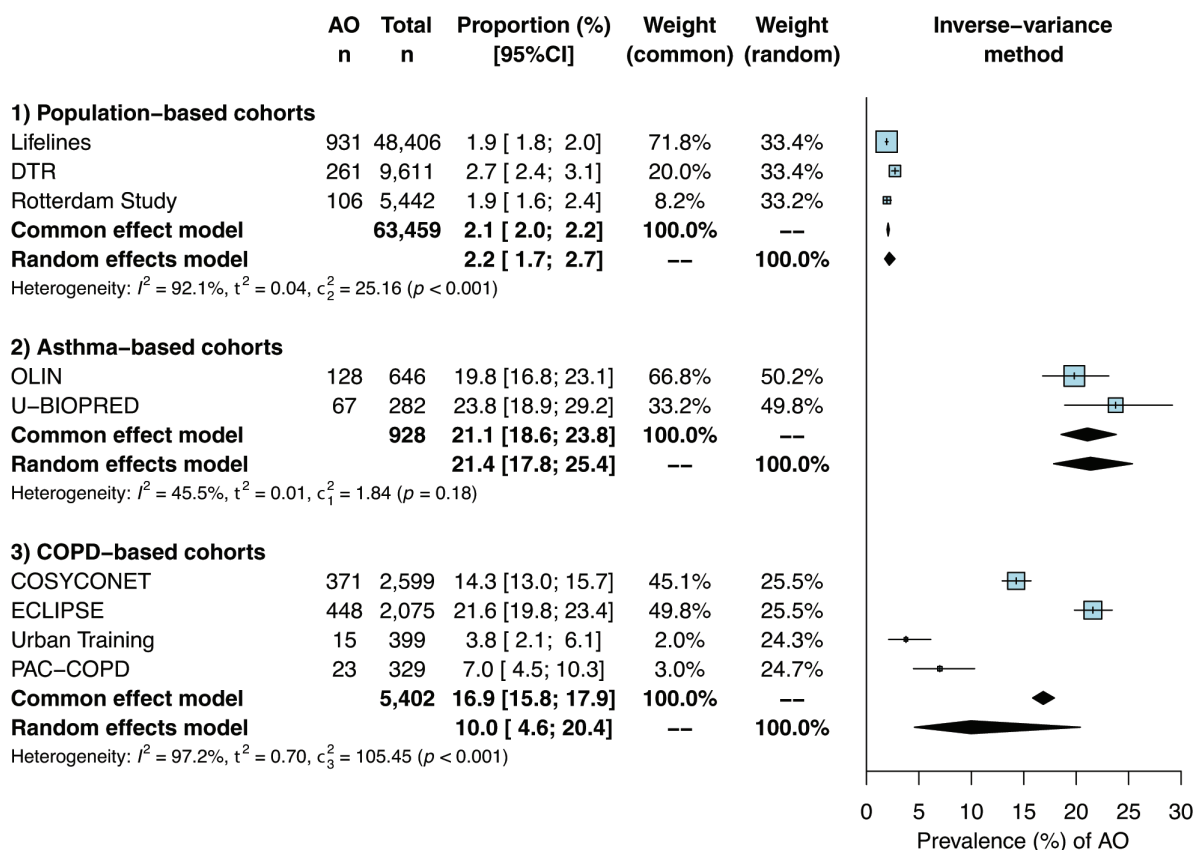 AO Total Proportion (%) Weight Weight Inverse−variance
n n [95%CI] (common) (random) method
1) Population−based cohorts
Lifelines 931 48,406 1.9 [ 1.8; 2.0] 71.8% 33.4%
DTR 261 9,611 2.7 [ 2.4; 3.1] 20.0% 33.4%
Rotterdam Study 106 5,442 1.9 [ 1.6; 2.4] 8.2% 33.2%
Common effect model 63,459 2.1 [ 2.0; 2.2] 100.0% −−
Random effects model 2.2 [ 1.7; 2.7] −− 100.0%
Heterogeneity: I² = 92.1%, t² = 0.04, c²₂ = 25.16 (p < 0.001)
2) Asthma−based cohorts
OLIN 128 646 19.8 [16.8; 23.1] 66.8% 50.2%
U−BIOPRED 67 282 23.8 [18.9; 29.2] 33.2% 49.8%
Common effect model 928 21.1 [18.6; 23.8] 100.0% −−
Random effects model 21.4 [17.8; 25.4] −− 100.0%
Heterogeneity: I² = 45.5%, t² = 0.01, c²₁ = 1.84 (p = 0.18)
3) COPD−based cohorts
COSYCONET 371 2,599 14.3 [13.0; 15.7] 45.1% 25.5%
ECLIPSE 448 2,075 21.6 [19.8; 23.4] 49.8% 25.5%
Urban Training 15 399 3.8 [ 2.1; 6.1] 2.0% 24.3%
PAC−COPD 23 329 7.0 [ 4.5; 10.3] 3.0% 24.7%
Common effect model 5,402 16.9 [15.8; 17.9] 100.0% −−
Random effects model 10.0 [ 4.6; 20.4] −− 100.0%
Heterogeneity: I² = 97.2%, t² = 0.70, c²₃ = 105.45 (p < 0.001)
0 5 10 15 20 25 30
Prevalence (%) of AO